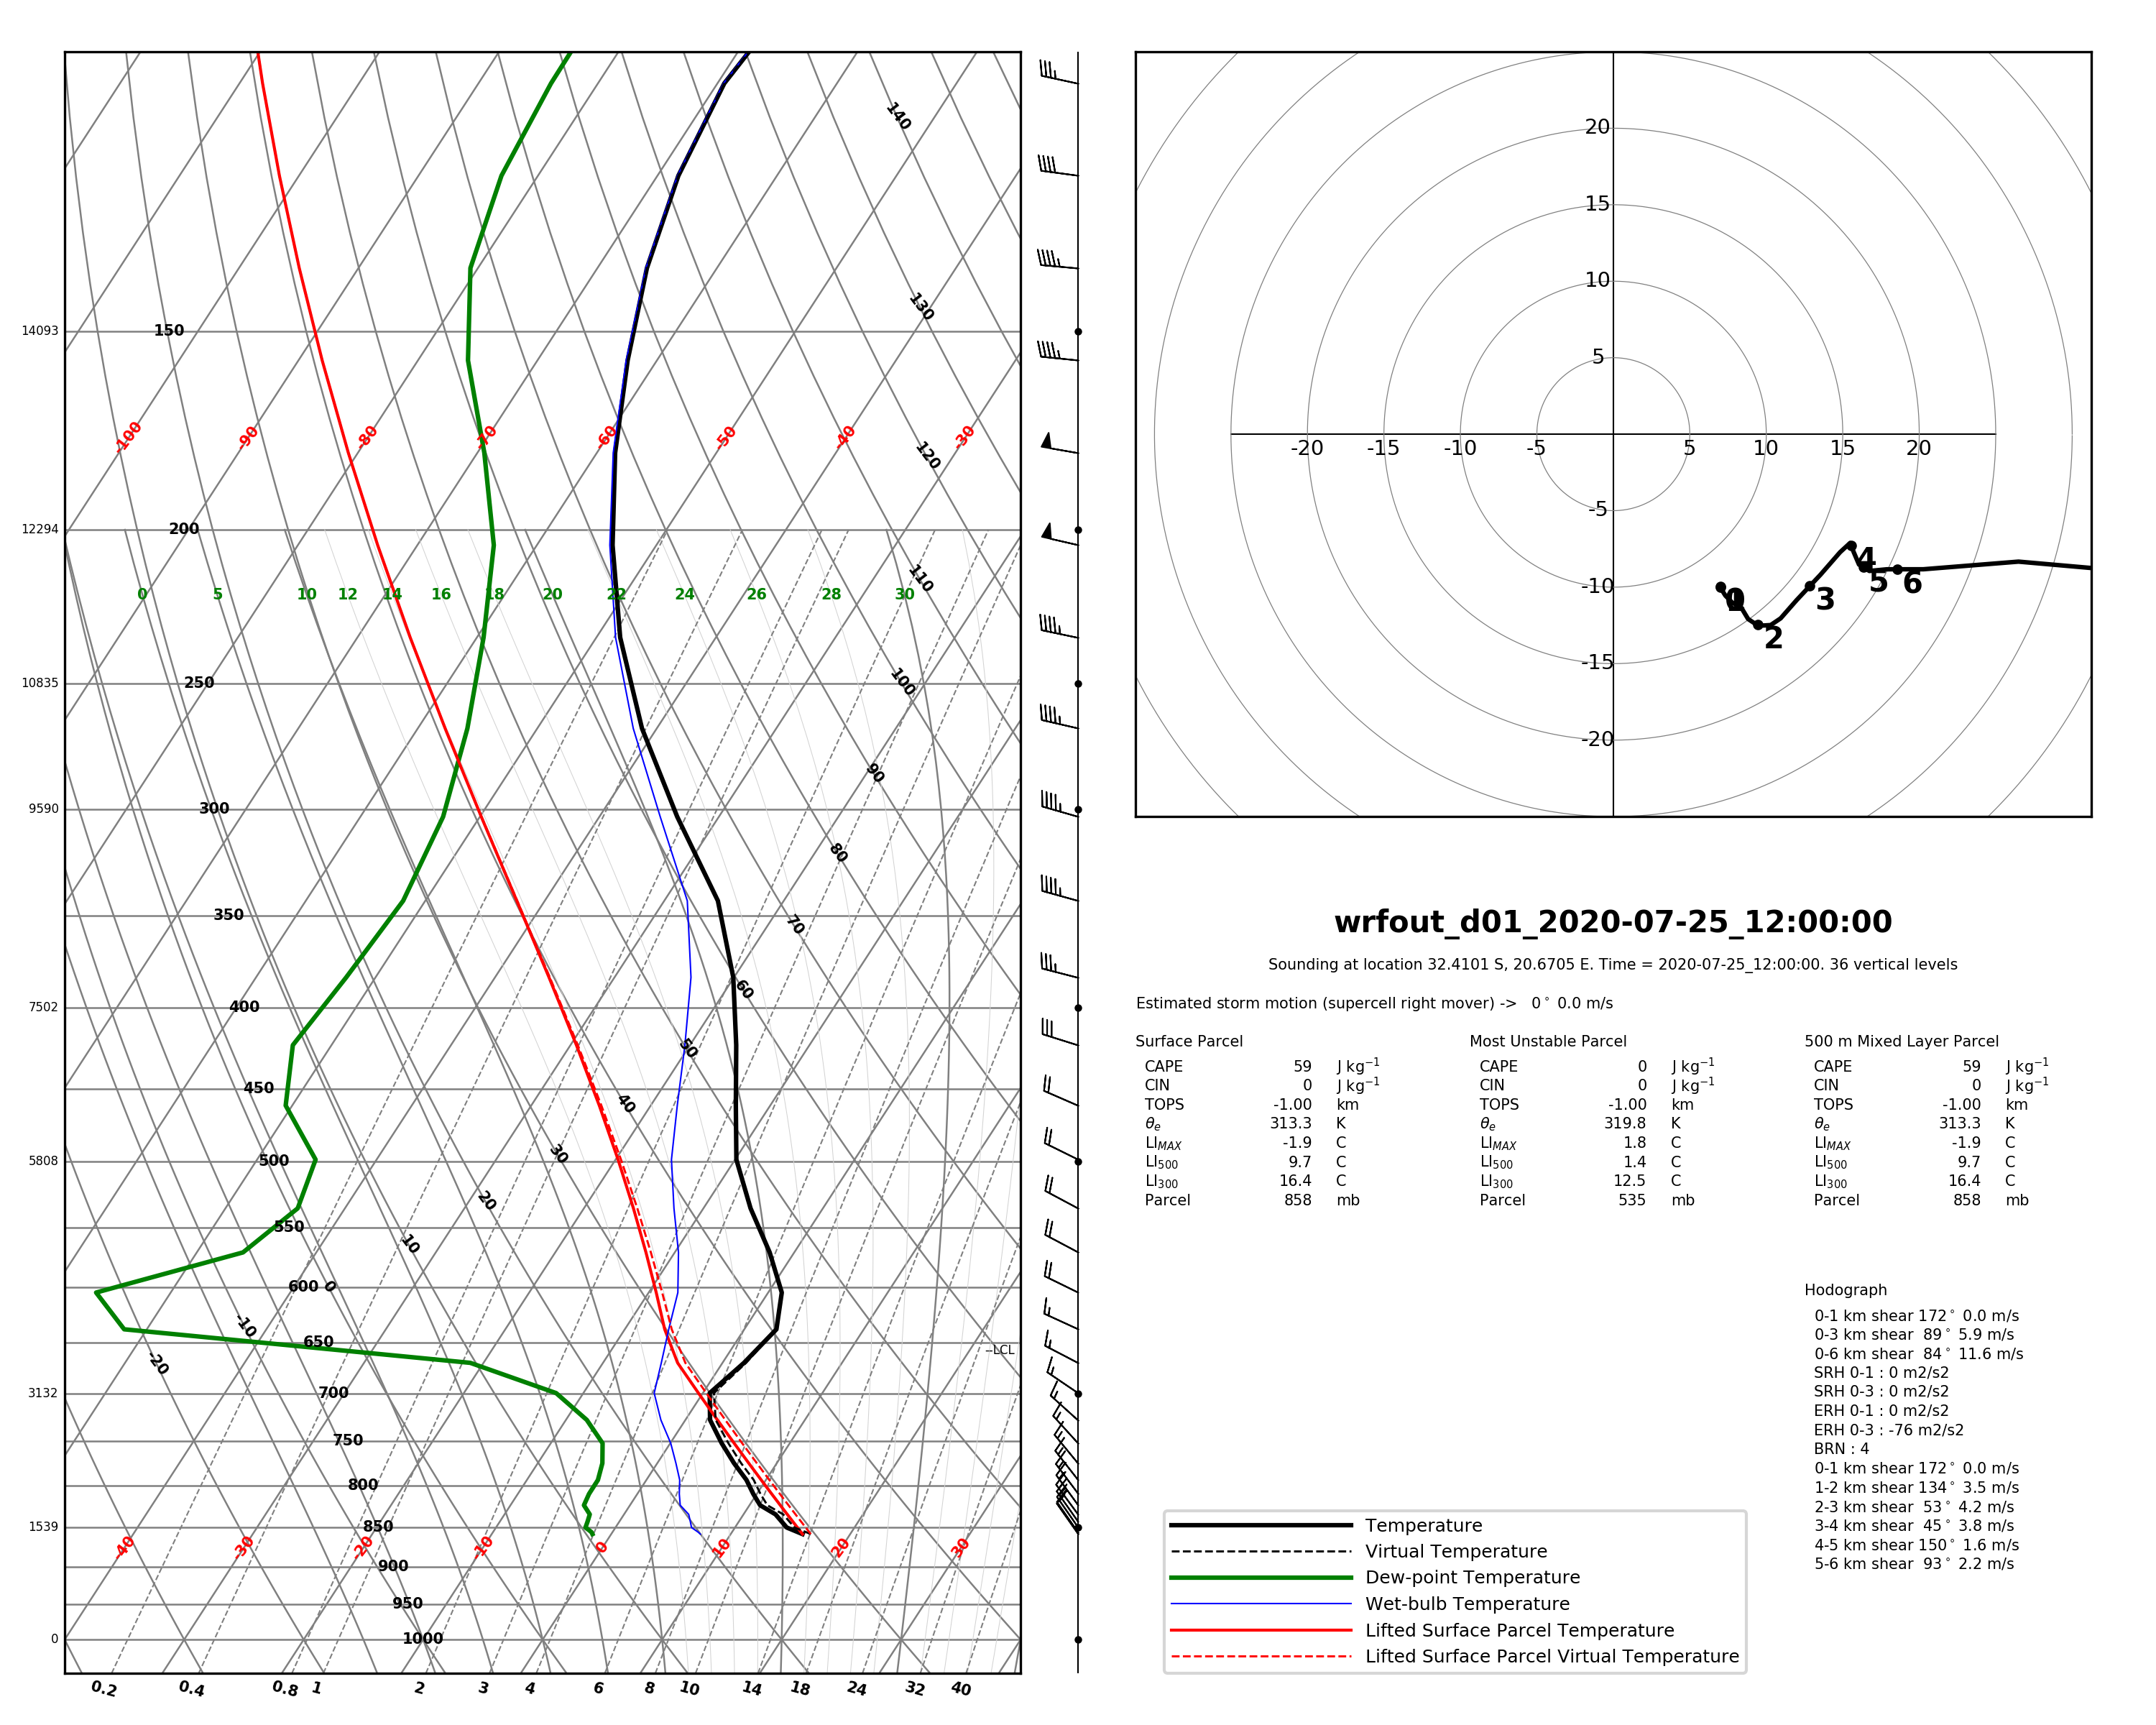 140
130
14093 150
-100 -90 -80 -70 -60 -50 -40 -30
120
12294 200
110
0 5 10 12 14 16 18 20 22 24 26 28 30
10835 250
100
90
9590 300
80
350
70
60
7502 400
50
450
40
5808 500
30
20
550
10
600 0
-10
650
--LCL
-20
3132 700
750
800
1539 850
-40 -30 -20 -10 0 10 20 30
900
950
0 1000
0.2 0.4 0.8 1 2 3 4 6 8 10 14 18 24 32 40
20
15
10
5
-20 -15 -10 -5 5 10 15 20
-5
-10
-15
-20
0
2
3
4
5
6
wrfout_d01_2020-07-25_12:00:00
Sounding at location 32.4101 S, 20.6705 E. Time = 2020-07-25_12:00:00. 36 vertical levels
Estimated storm motion (supercell right mover) -> 0° 0.0 m/s
Surface Parcel
CAPE 59 J kg⁻¹
CIN 0 J kg⁻¹
TOPS -1.00 km
θe 313.3 K
LIMAX -1.9 C
LI500 9.7 C
LI300 16.4 C
Parcel 858 mb
Most Unstable Parcel
CAPE 0 J kg⁻¹
CIN 0 J kg⁻¹
TOPS -1.00 km
θe 319.8 K
LIMAX 1.8 C
LI500 1.4 C
LI300 12.5 C
Parcel 535 mb
500 m Mixed Layer Parcel
CAPE 59 J kg⁻¹
CIN 0 J kg⁻¹
TOPS -1.00 km
θe 313.3 K
LIMAX -1.9 C
LI500 9.7 C
LI300 16.4 C
Parcel 858 mb
Hodograph
0-1 km shear 172° 0.0 m/s
0-3 km shear 89° 5.9 m/s
0-6 km shear 84° 11.6 m/s
SRH 0-1 : 0 m2/s2
SRH 0-3 : 0 m2/s2
ERH 0-1 : 0 m2/s2
ERH 0-3 : -76 m2/s2
BRN : 4
0-1 km shear 172° 0.0 m/s
1-2 km shear 134° 3.5 m/s
2-3 km shear 53° 4.2 m/s
3-4 km shear 45° 3.8 m/s
4-5 km shear 150° 1.6 m/s
5-6 km shear 93° 2.2 m/s
Temperature
Virtual Temperature
Dew-point Temperature
Wet-bulb Temperature
Lifted Surface Parcel Temperature
Lifted Surface Parcel Virtual Temperature